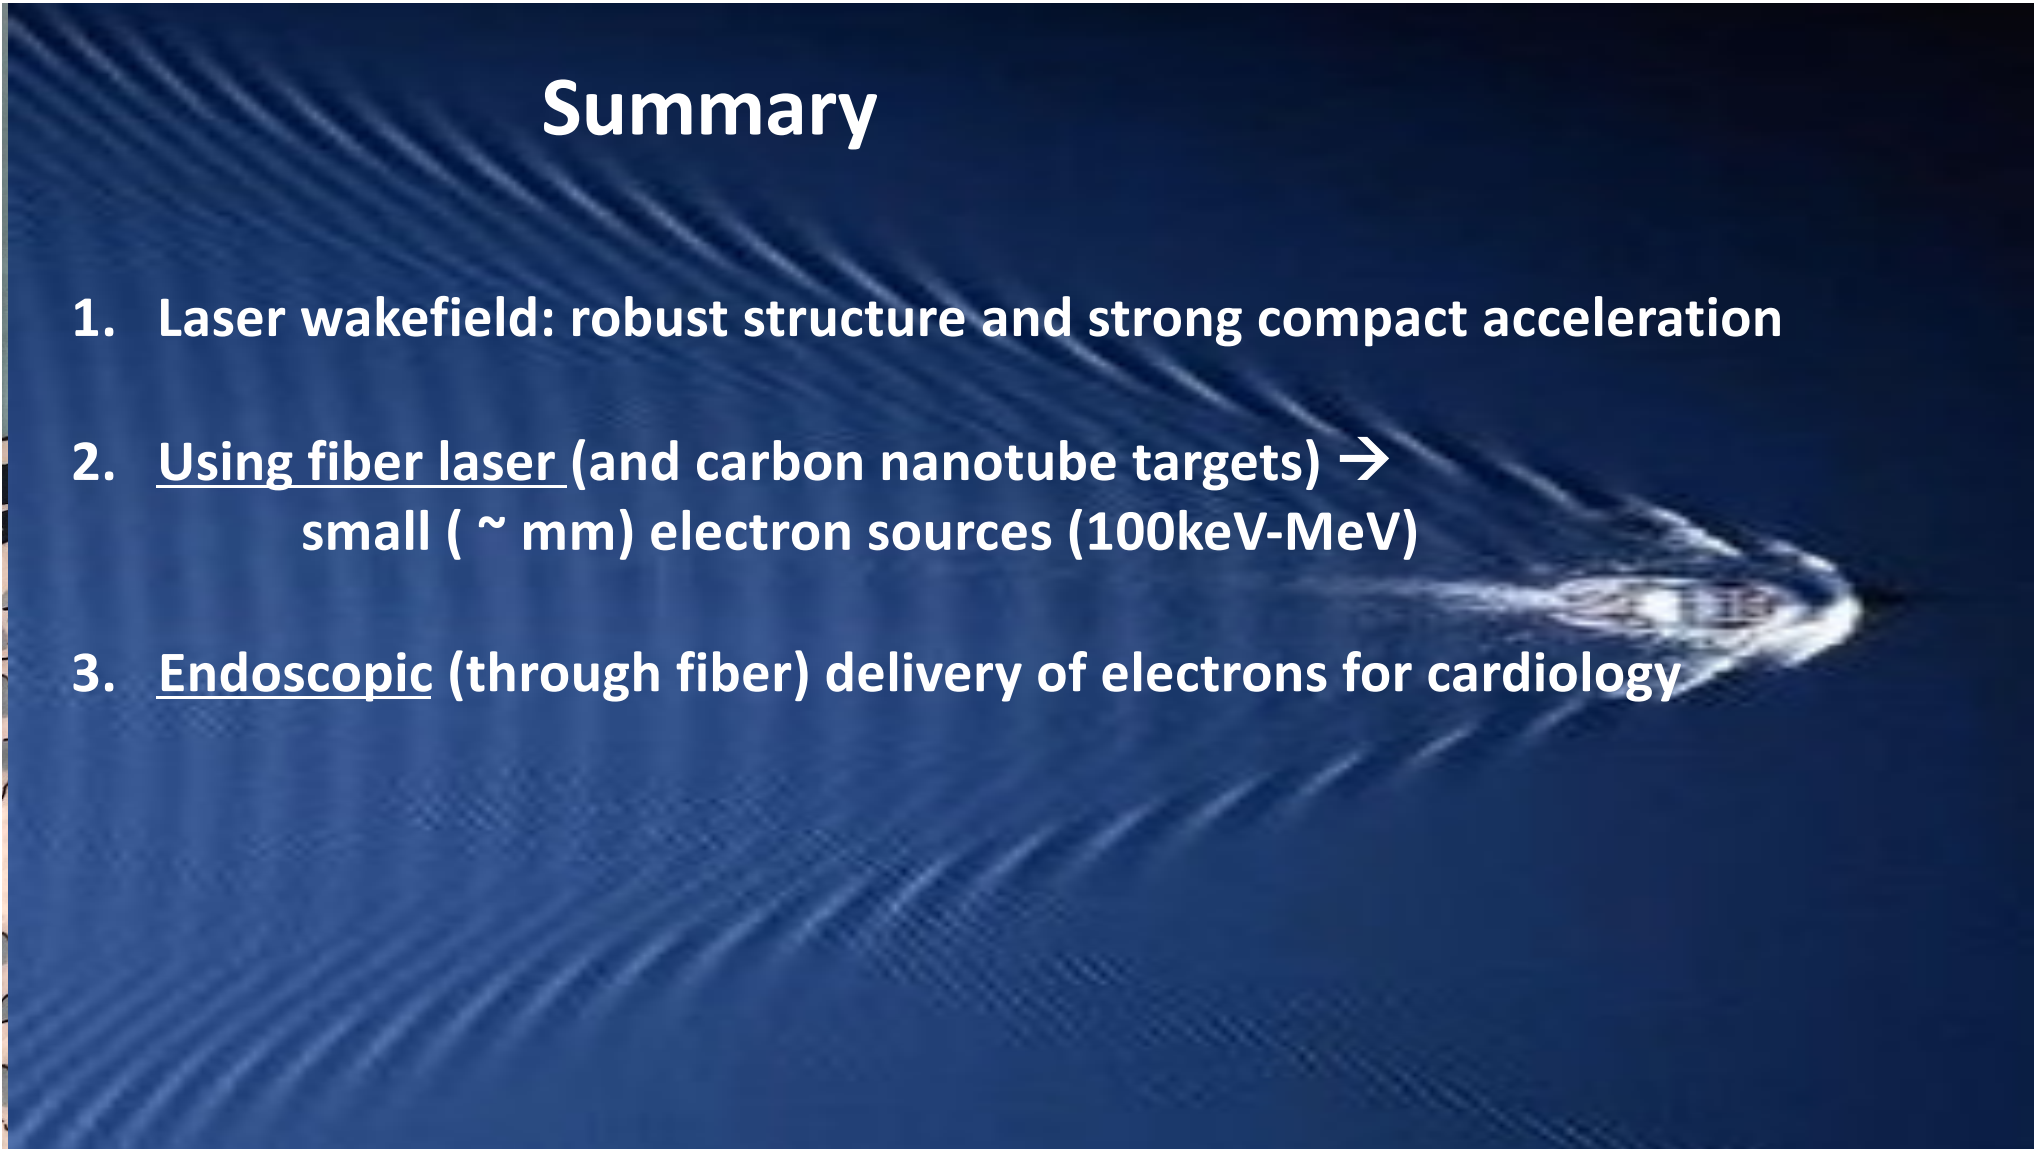 Summary
1. Laser wakefield: robust structure and strong compact acceleration
2. Using fiber laser (and carbon nanotube targets) →
small ( ~ mm) electron sources (100keV-MeV)
3. Endoscopic (through fiber) delivery of electrons for cardiology